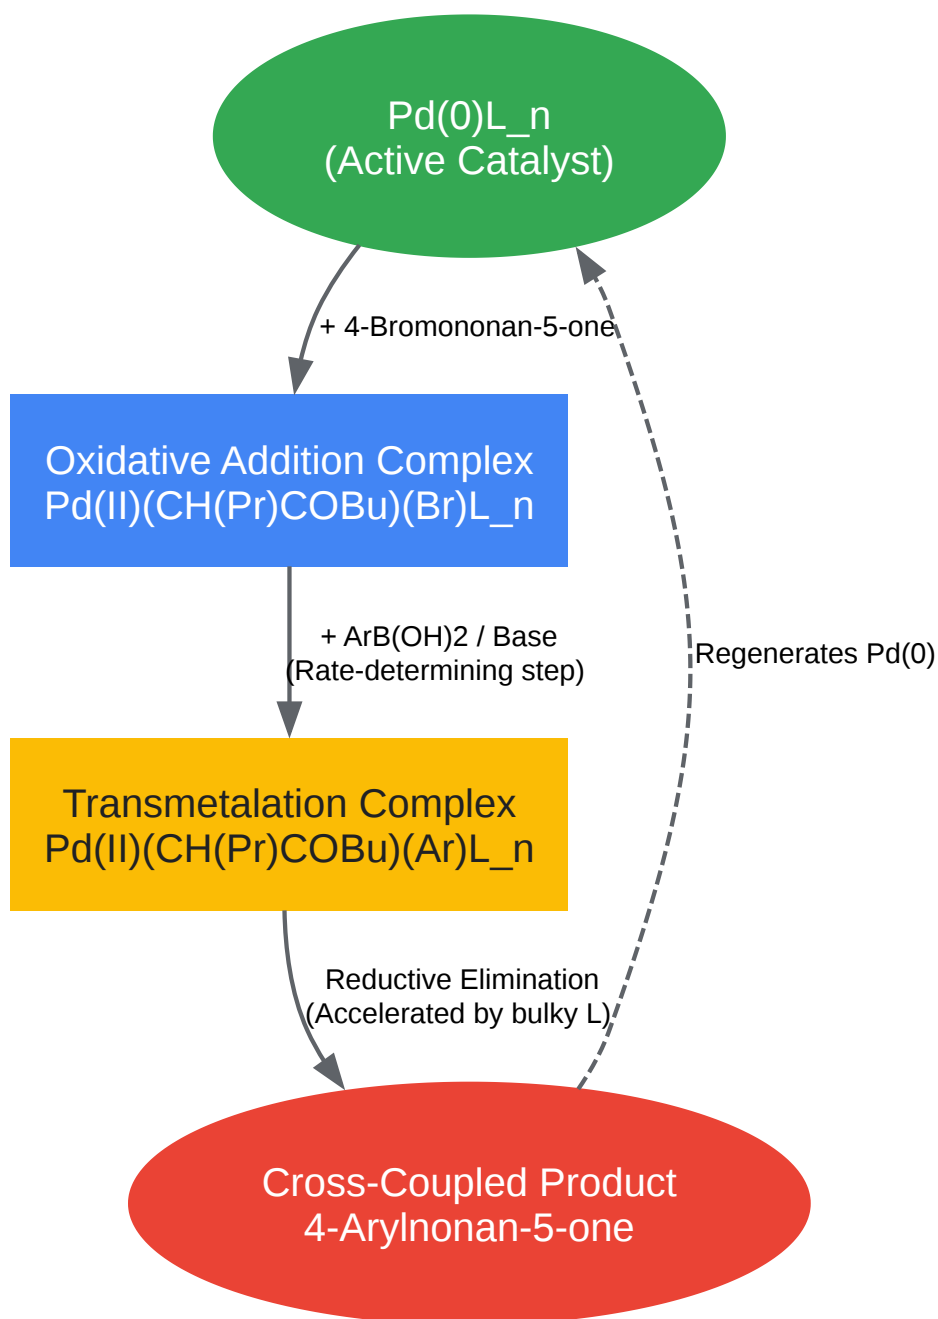 Pd(0)L_n
(Active Catalyst)
+ 4-Bromononan-5-one
Oxidative Addition Complex
Pd(II)(CH(Pr)COBu)(Br)L_n
+ ArB(OH)2 / Base
(Rate-determining step)
Regenerates Pd(0)
Transmetalation Complex
Pd(II)(CH(Pr)COBu)(Ar)L_n
Reductive Elimination
(Accelerated by bulky L)
Cross-Coupled Product
4-Arylnonan-5-one